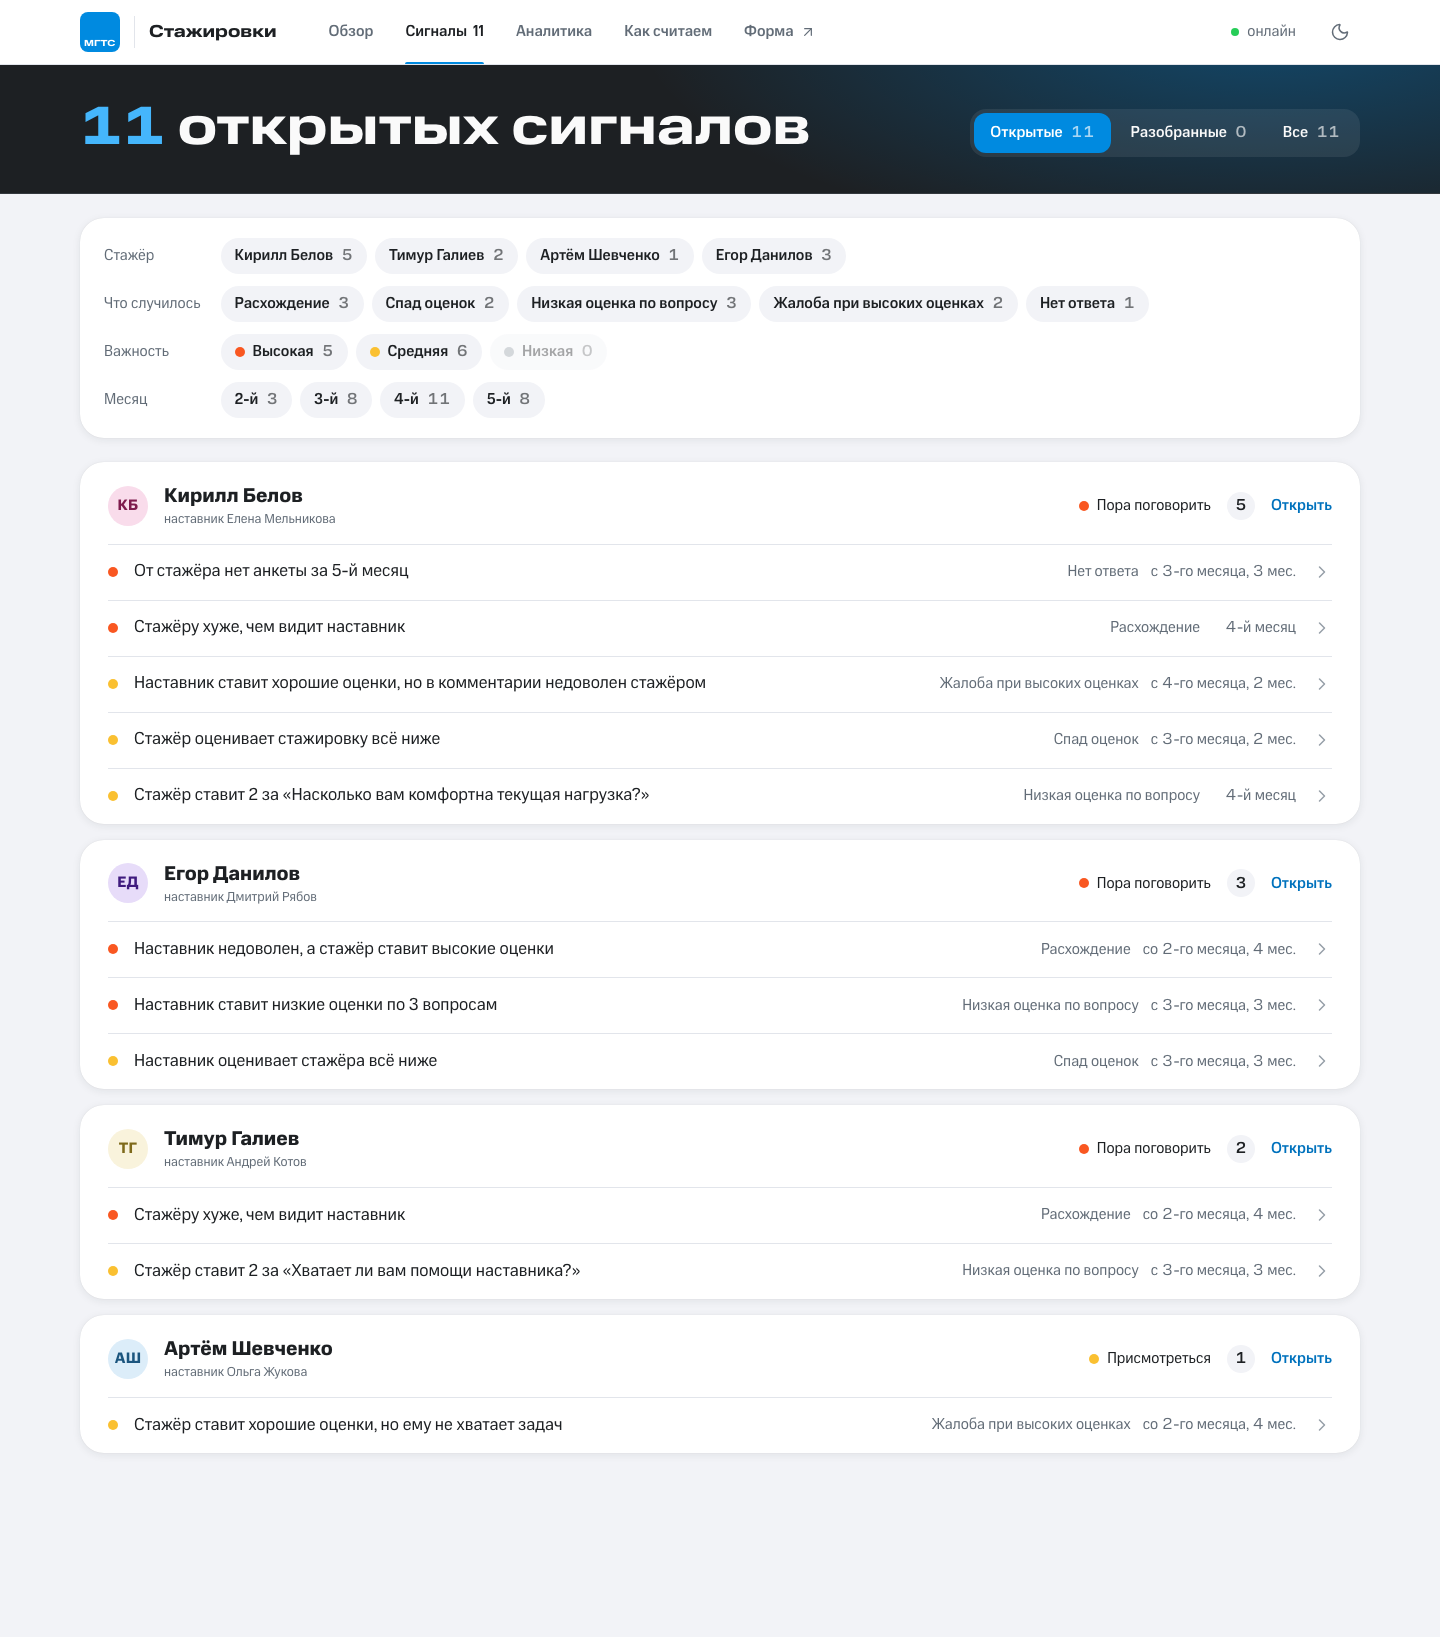 МГТС Стажировки Обзор Сигналы 11 Аналитика Как считаем Форма онлайн
11 открытых сигналов
Открытые 11 Разобранные 0 Все 11
Стажёр Кирилл Белов 5 Тимур Галиев 2 Артём Шевченко 1 Егор Данилов 3
Что случилось Расхождение 3 Спад оценок 2 Низкая оценка по вопросу 3 Жалоба при высоких оценках 2 Нет ответа 1
Важность Высокая 5 Средняя 6 Низкая 0
Месяц 2-й 3 3-й 8 4-й 11 5-й 8
КБ Кирилл Белов Пора поговорить 5 Открыть
наставник Елена Мельникова
От стажёра нет анкеты за 5-й месяц Нет ответа с 3-го месяца, 3 мес.
Стажёру хуже, чем видит наставник Расхождение 4-й месяц
Наставник ставит хорошие оценки, но в комментарии недоволен стажёром Жалоба при высоких оценках с 4-го месяца, 2 мес.
Стажёр оценивает стажировку всё ниже Спад оценок с 3-го месяца, 2 мес.
Стажёр ставит 2 за «Насколько вам комфортна текущая нагрузка?» Низкая оценка по вопросу 4-й месяц
ЕД Егор Данилов Пора поговорить 3 Открыть
наставник Дмитрий Рябов
Наставник недоволен, а стажёр ставит высокие оценки Расхождение со 2-го месяца, 4 мес.
Наставник ставит низкие оценки по 3 вопросам Низкая оценка по вопросу с 3-го месяца, 3 мес.
Наставник оценивает стажёра всё ниже Спад оценок с 3-го месяца, 3 мес.
ТГ Тимур Галиев Пора поговорить 2 Открыть
наставник Андрей Котов
Стажёру хуже, чем видит наставник Расхождение со 2-го месяца, 4 мес.
Стажёр ставит 2 за «Хватает ли вам помощи наставника?» Низкая оценка по вопросу с 3-го месяца, 3 мес.
АШ Артём Шевченко Присмотреться 1 Открыть
наставник Ольга Жукова
Стажёр ставит хорошие оценки, но ему не хватает задач Жалоба при высоких оценках со 2-го месяца, 4 мес.